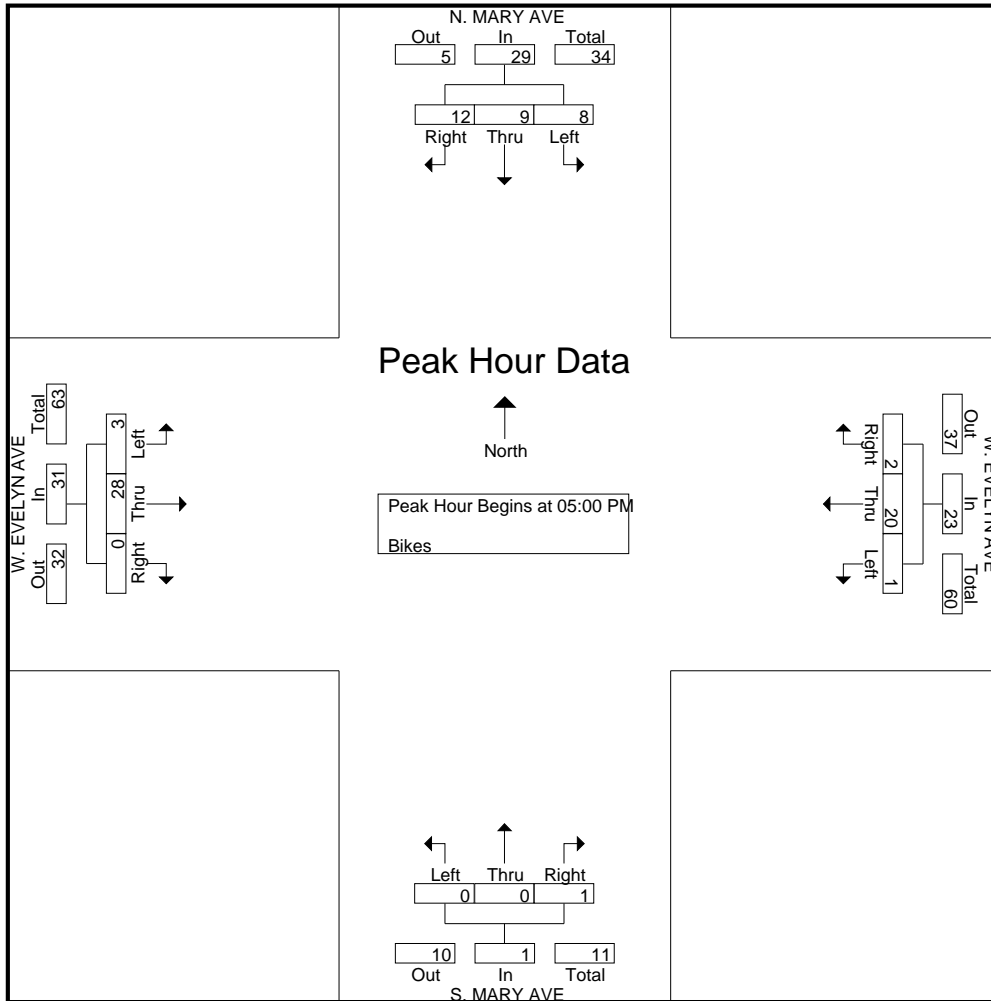 N. MARY AVE
Out In Total
5 29 34
12 9 8
Right Thru Left
Peak Hour Data
North
Peak Hour Begins at 05:00 PM
Bikes
W. EVELYN AVE
Total In Out
63 31 32
3 28 0
Left Thru Right
W. EVELYN AVE
Out In Total
37 23 60
2 20 1
Right Thru Left
Left Thru Right
0 0 1
10 1 11
Out In Total
S. MARY AVE